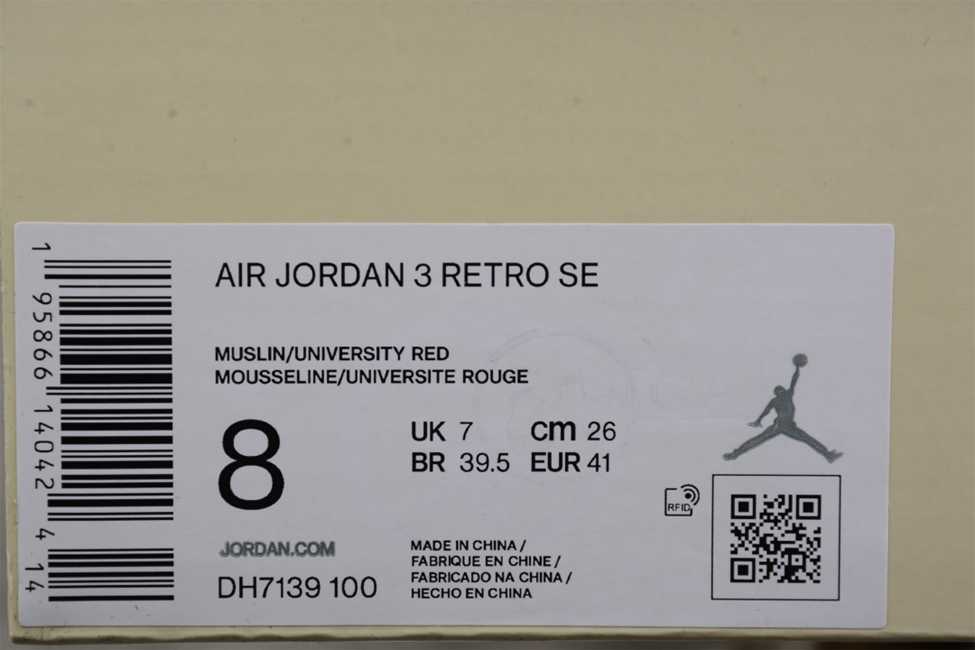 AIR JORDAN 3 RETRO SE
MUSLIN/UNIVERSITY RED
MOUSSELINE/UNIVERSITE ROUGE
8
UK 7 cm 26
BR 39.5 EUR 41
RFID
JORDAN.COM
DH7139 100
MADE IN CHINA /
FABRIQUE EN CHINE /
FABRICADO NA CHINA /
HECHO EN CHINA
1 95866 14042 4 14